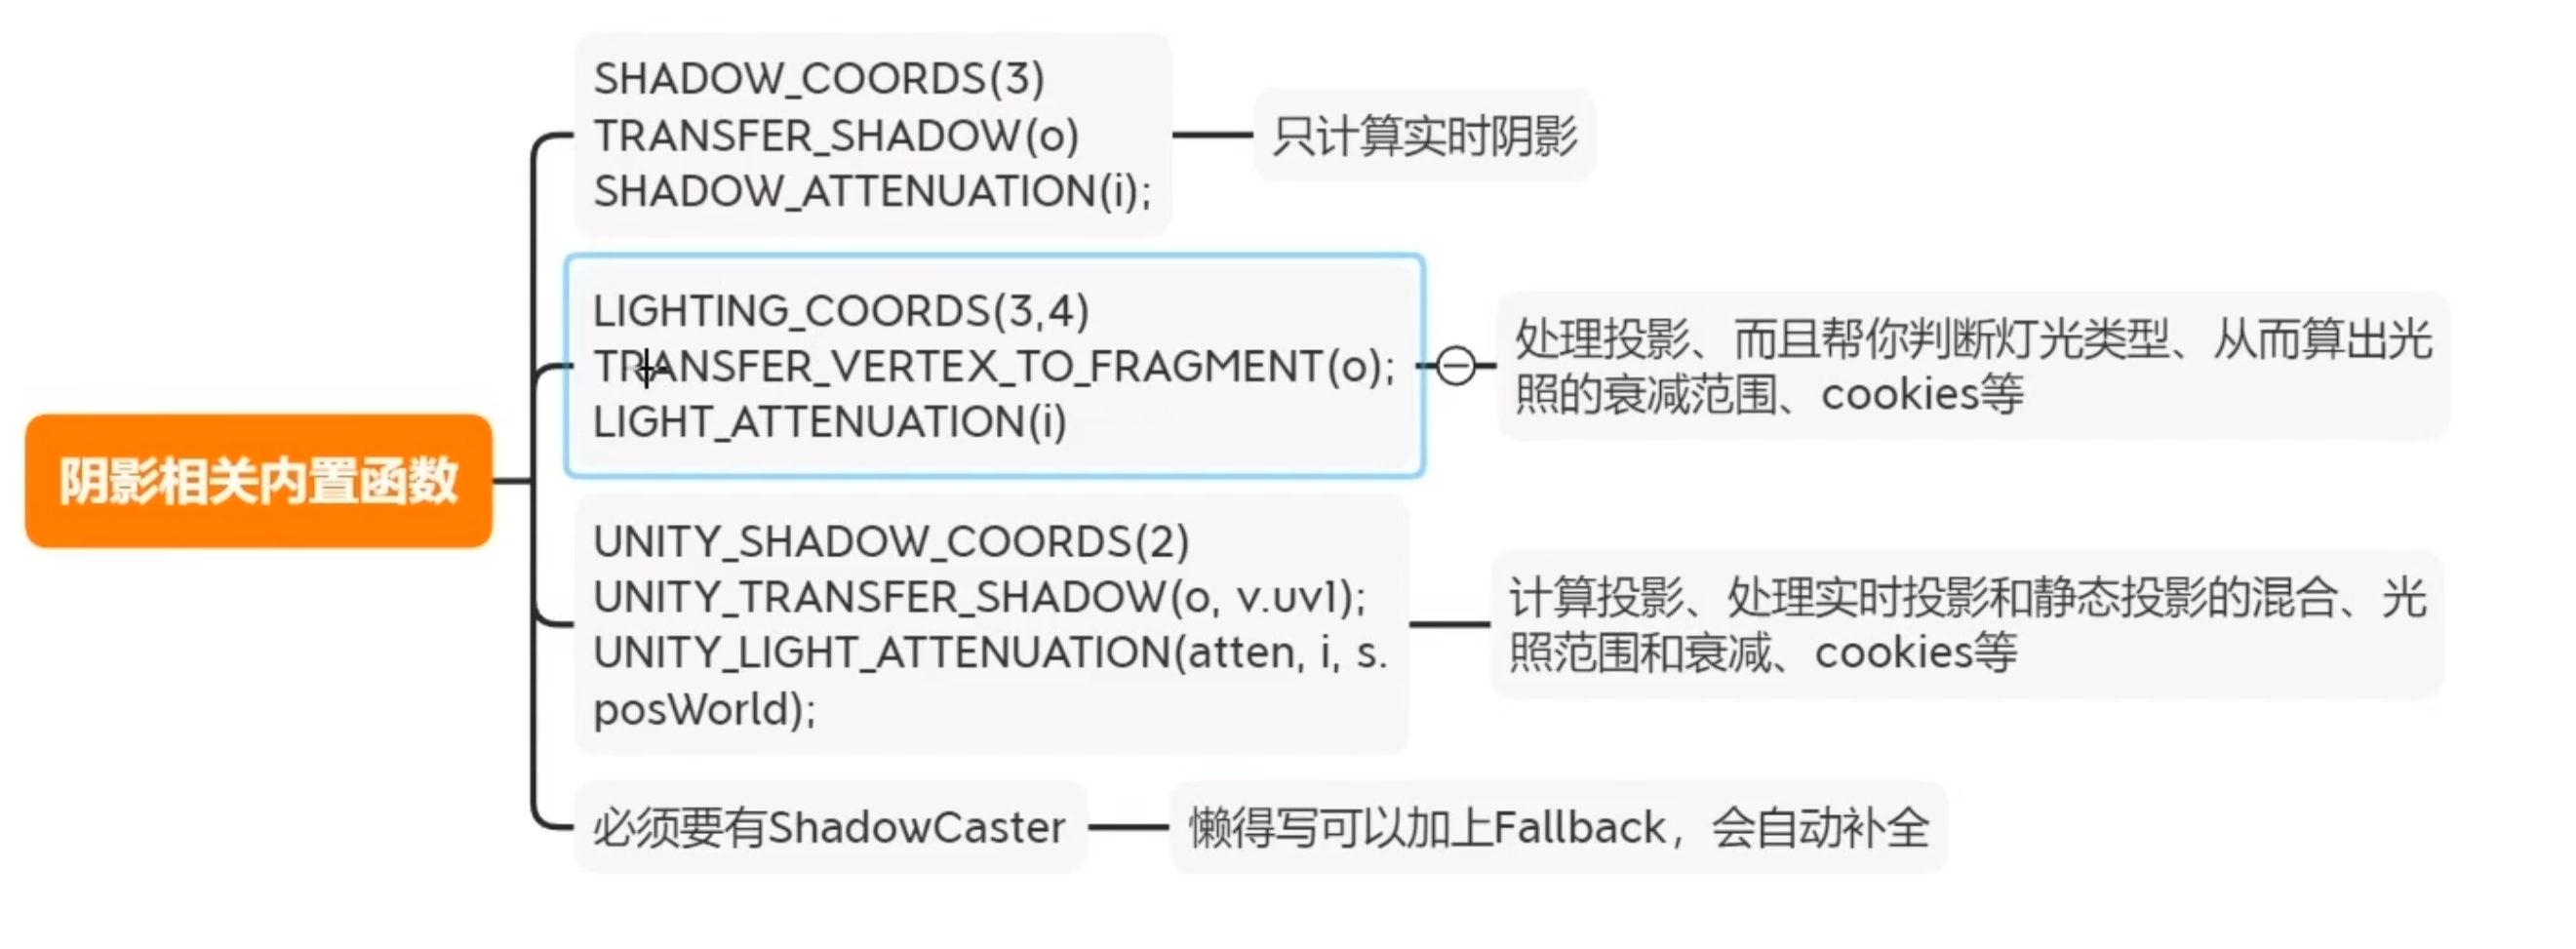 阴影相关内置函数
SHADOW_COORDS(3)
TRANSFER_SHADOW(o)
SHADOW_ATTENUATION(i);
只计算实时阴影
LIGHTING_COORDS(3,4)
TRANSFER_VERTEX_TO_FRAGMENT(o);
LIGHT_ATTENUATION(i)
处理投影、而且帮你判断灯光类型、从而算出光
照的衰减范围、cookies等
UNITY_SHADOW_COORDS(2)
UNITY_TRANSFER_SHADOW(o, v.uv1);
UNITY_LIGHT_ATTENUATION(atten, i, s.
posWorld);
计算投影、处理实时投影和静态投影的混合、光
照范围和衰减、cookies等
必须要有ShadowCaster
懒得写可以加上Fallback，会自动补全